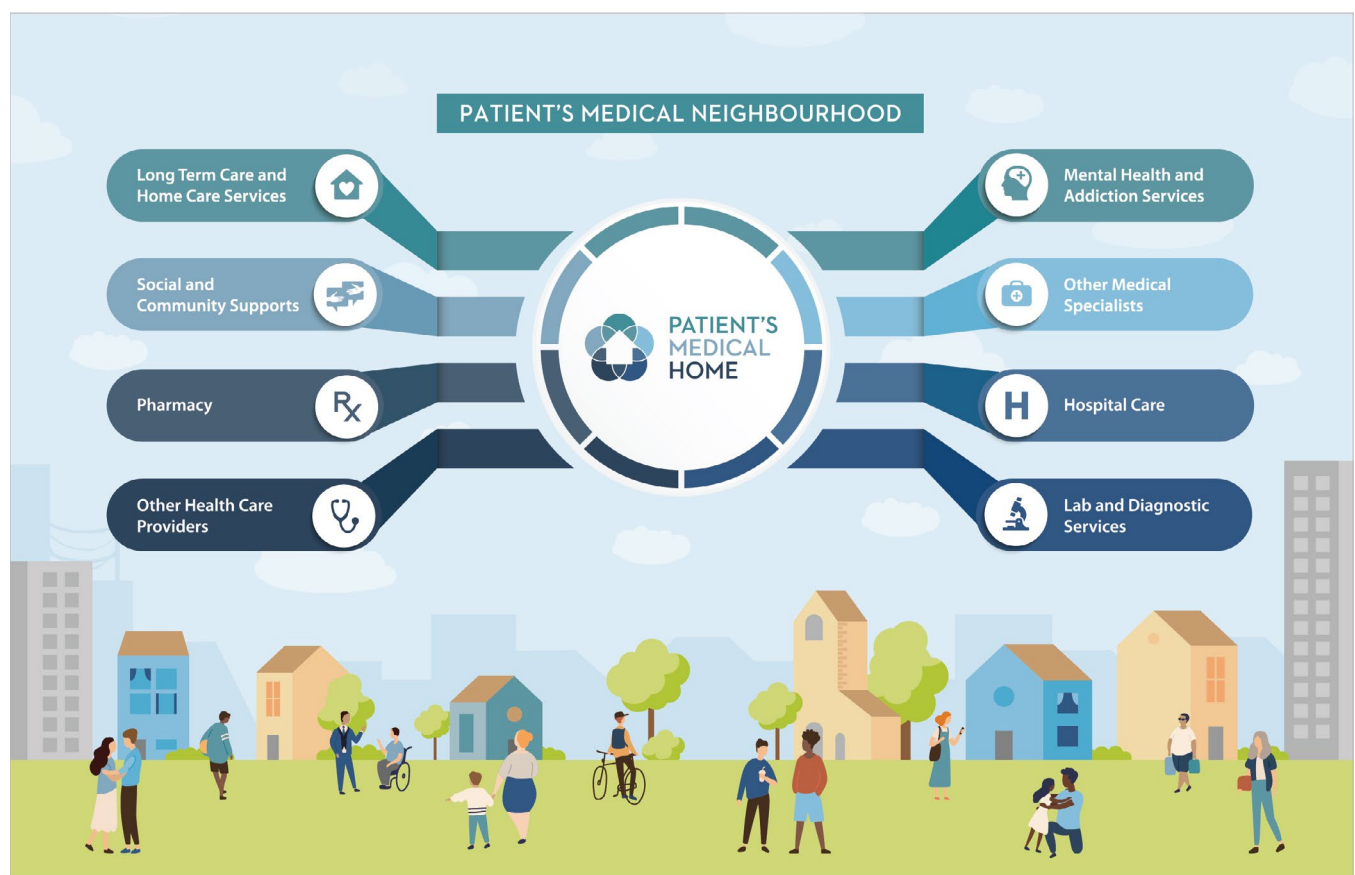 PATIENT'S MEDICAL NEIGHBOURHOOD
Long Term Care and
Home Care Services
Social and
Community Supports
Pharmacy
Rx
Other Health Care
Providers
PATIENT'S
MEDICAL
HOME
Mental Health and
Addiction Services
Other Medical
Specialists
H
Hospital Care
Lab and Diagnostic
Services